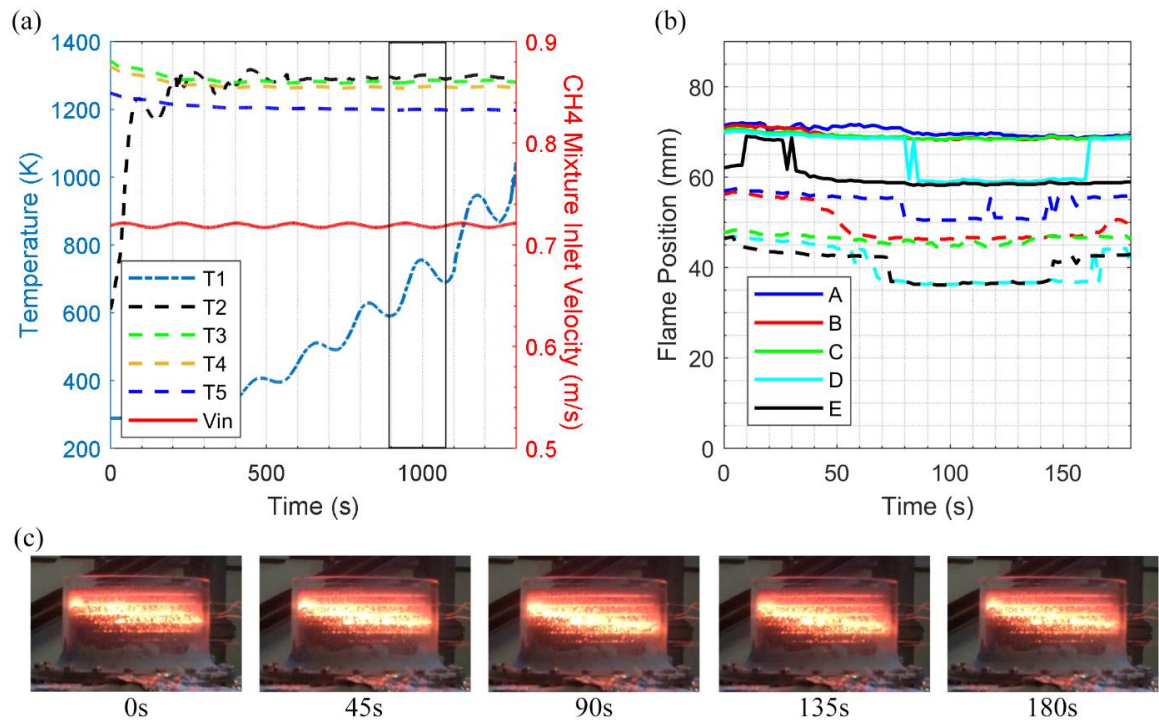 (a)
1400
1200
1000
800
600
400
200
Temperature (K)
0.9
0.8
0.7
0.6
0.5
CH4 Mixture Inlet Velocity (m/s)
T1
T2
T3
T4
T5
Vin
0 500 1000
Time (s)
(b)
80
60
40
20
0
Flame Position (mm)
A
B
C
D
E
0 50 100 150
Time (s)
(c)
0s 45s 90s 135s 180s